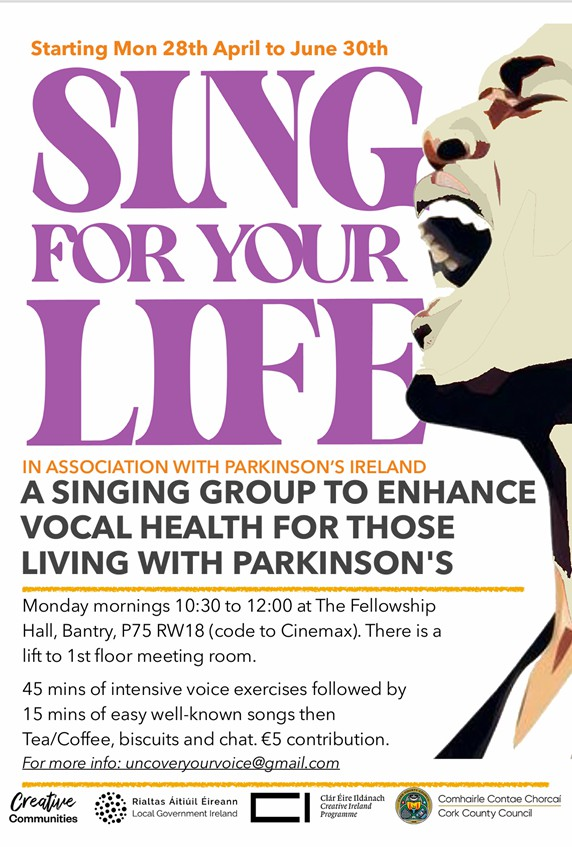 Starting Mon 28th April to June 30th
SING
FOR YOUR
LIFE
IN ASSOCIATION WITH PARKINSON'S IRELAND
A SINGING GROUP TO ENHANCE
VOCAL HEALTH FOR THOSE
LIVING WITH PARKINSON'S
Monday mornings 10:30 to 12:00 at The Fellowship
Hall, Bantry, P75 RW18 (code to Cinemax). There is a
lift to 1st floor meeting room.
45 mins of intensive voice exercises followed by
15 mins of easy well-known songs then
Tea/Coffee, biscuits and chat. €5 contribution.
For more info: uncoveryourvoice@gmail.com
Creative
Communities
Rialtas Áitiúil Éireann
Local Government Ireland
Clár Éire Ildánach
Creative Ireland
Programme
Comhairle Contae Chorcaí
Cork County Council